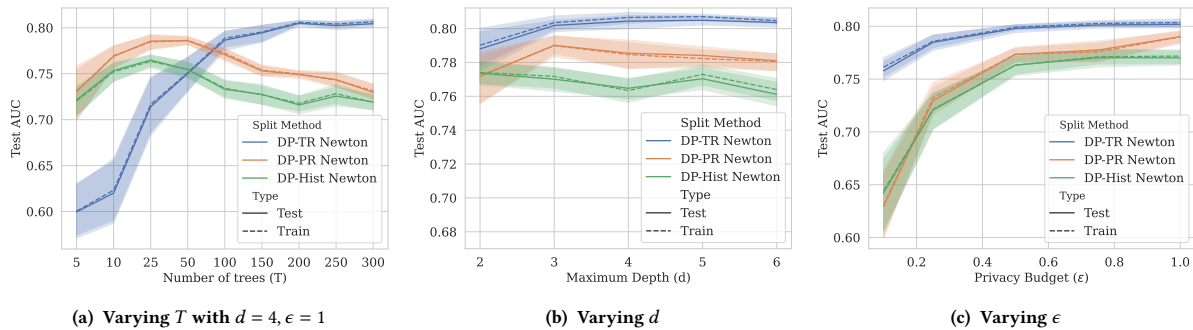 0.80
0.75
0.70
0.65
0.60
Test AUC
5 10 25 50 100 150 200 250 300
Number of trees (T)
Split Method
DP-TR Newton
DP-PR Newton
DP-Hist Newton
Type
Test
Train
(a) Varying T with d = 4, ϵ = 1
0.82
0.80
0.78
0.76
0.74
0.72
0.70
0.68
Test AUC
2 3 4 5 6
Maximum Depth (d)
Split Method
DP-TR Newton
DP-PR Newton
DP-Hist Newton
Type
Test
Train
(b) Varying d
0.80
0.75
0.70
0.65
0.60
Test AUC
0.2 0.4 0.6 0.8 1.0
Privacy Budget (ε)
Split Method
DP-TR Newton
DP-PR Newton
DP-Hist Newton
Type
Test
Train
(c) Varying ϵ